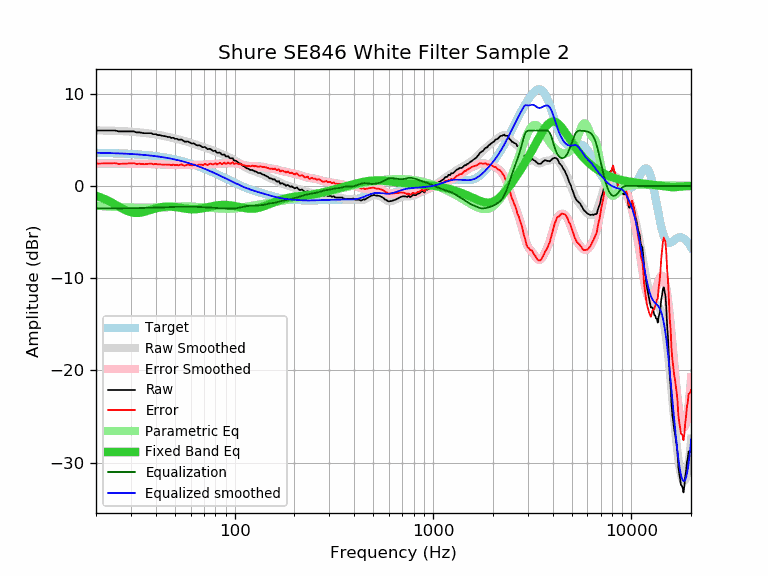 Shure SE846 White Filter Sample 2
Amplitude (dBr)
10
0
−10
−20
−30
Target
Raw Smoothed
Error Smoothed
Raw
Error
Parametric Eq
Fixed Band Eq
Equalization
Equalized smoothed
100
1000
10000
Frequency (Hz)